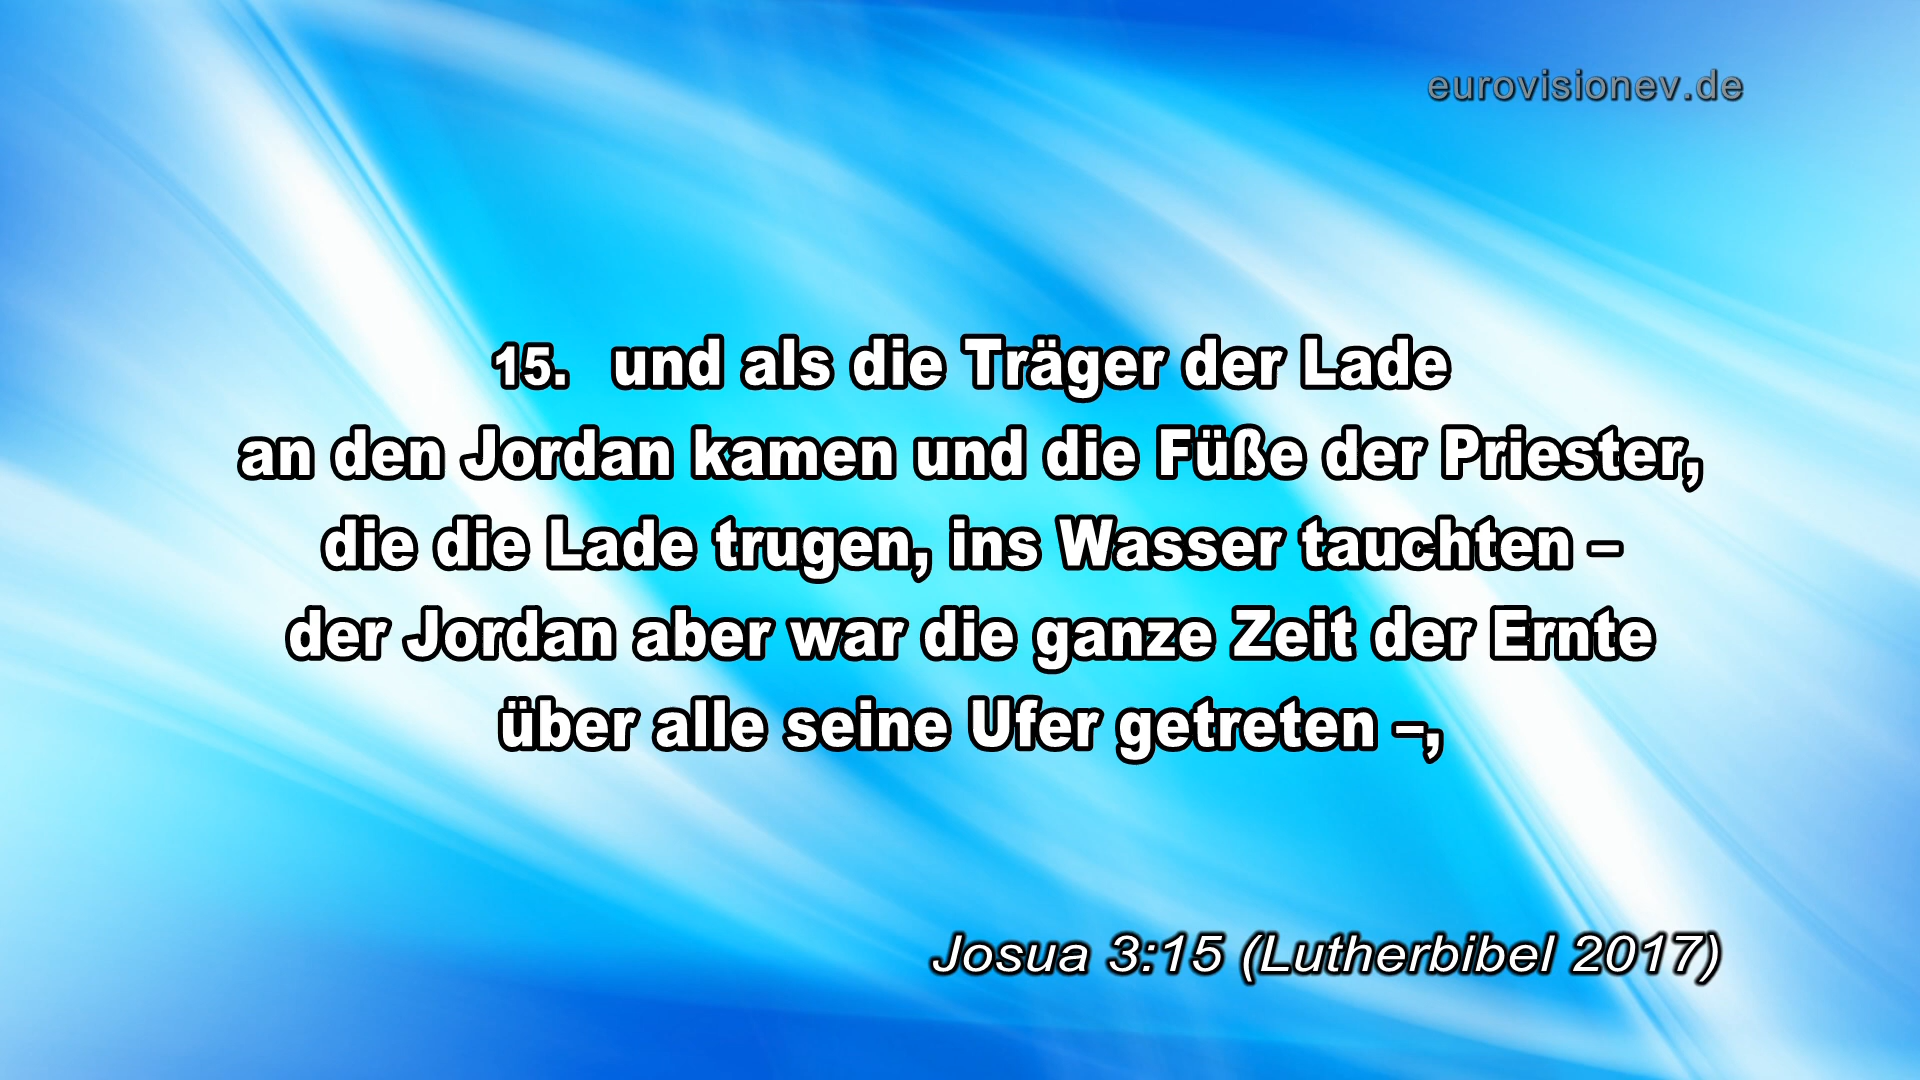 eurovisionev.de
15. und als die Träger der Lade
an den Jordan kamen und die Füße der Priester,
die die Lade trugen, ins Wasser tauchten –
der Jordan aber war die ganze Zeit der Ernte
über alle seine Ufer getreten –,
Josua 3:15 (Lutherbibel 2017)